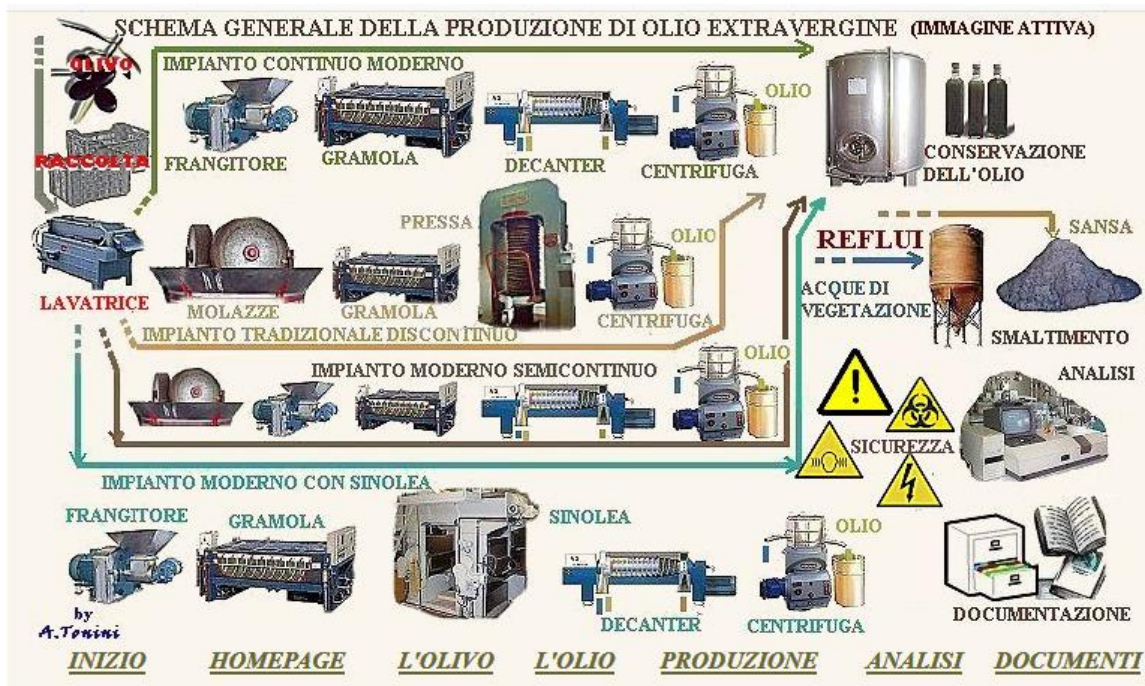 SCHEMA GENERALE DELLA PRODUZIONE DI OLIO EXTRAVERGINE (IMMAGINE ATTIVA)
OLIVO
IMPIANTO CONTINUO MODERNO
OLIO
RACCOLTA
FRANGITORE
GRAMOLA
DECANTER
CENTRIFUGA
CONSERVAZIONE
DELL'OLIO
PRESSA
OLIO
REFLUI
SANSA
LAVATRICE
MOLAZZE
GRAMOLA
CENTRIFUGA
ACQUE DI
VEGETAZIONE
IMPIANTO TRADIZIONALE DISCONTINUO
SMALTIMENTO
OLIO
IMPIANTO MODERNO SEMICONTINUO
ANALISI
SICUREZZA
IMPIANTO MODERNO CON SINOLEA
FRANGITORE
GRAMOLA
SINOLEA
OLIO
DECANTER
CENTRIFUGA
DOCUMENTAZIONE
by
A.Tonini
INIZIO HOMEPAGE L'OLIVO L'OLIO PRODUZIONE ANALISI DOCUMENTI